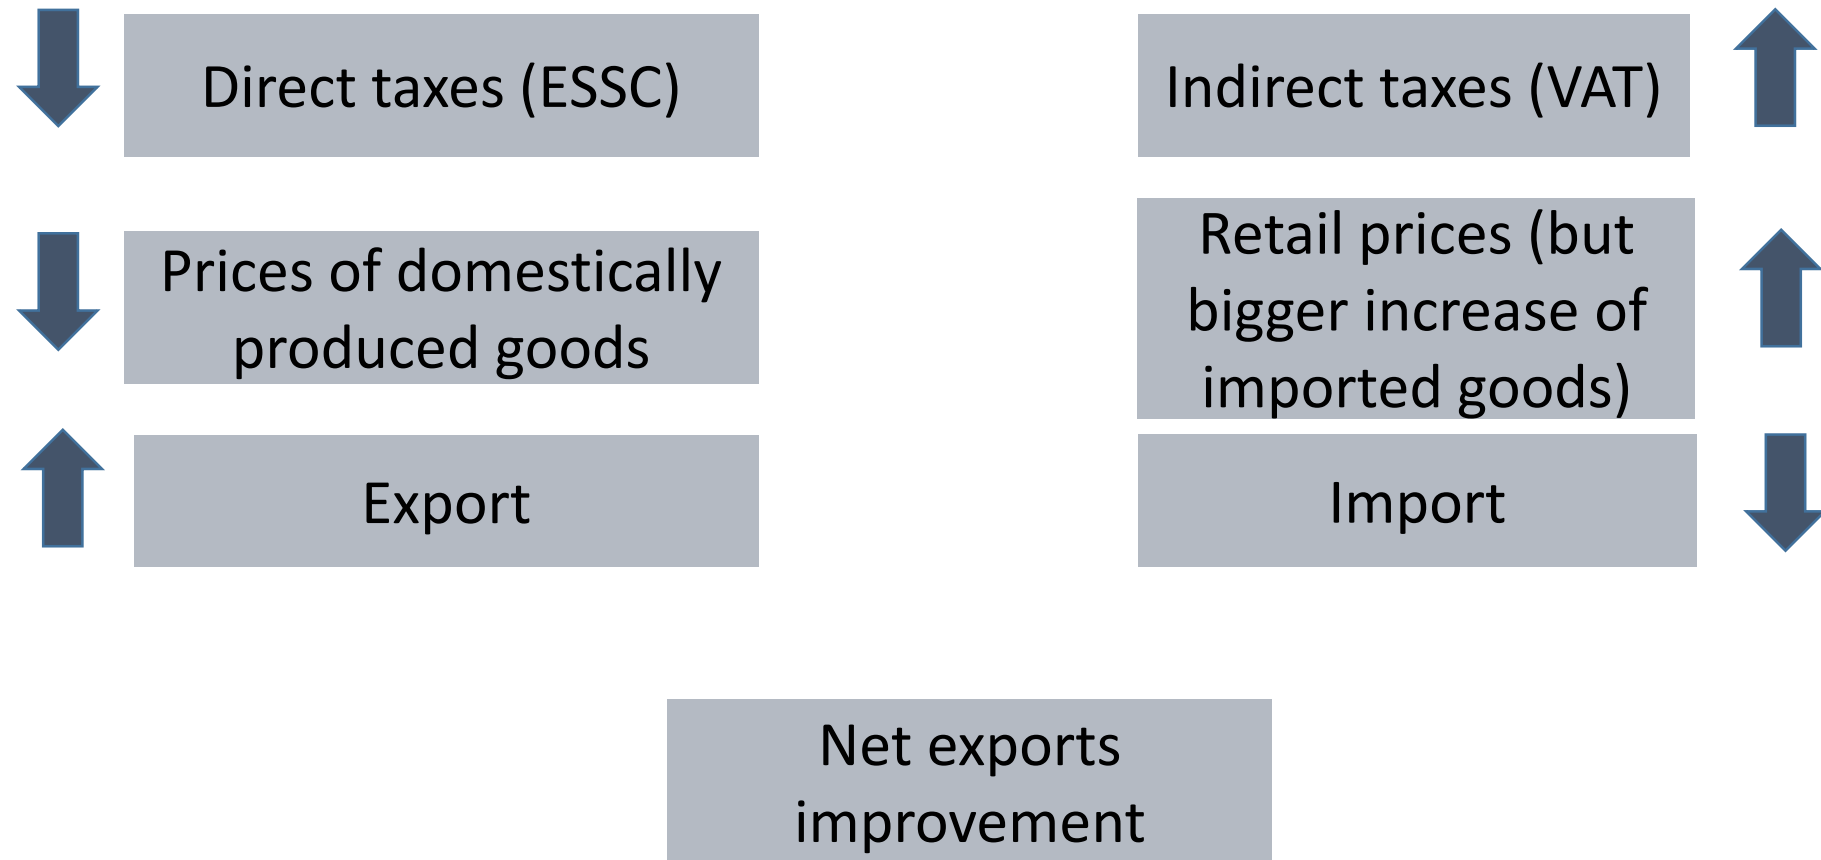 Direct taxes (ESSC)
Indirect taxes (VAT)
Prices of domestically
produced goods
Retail prices (but
bigger increase of
imported goods)
Export
Import
Net exports
improvement